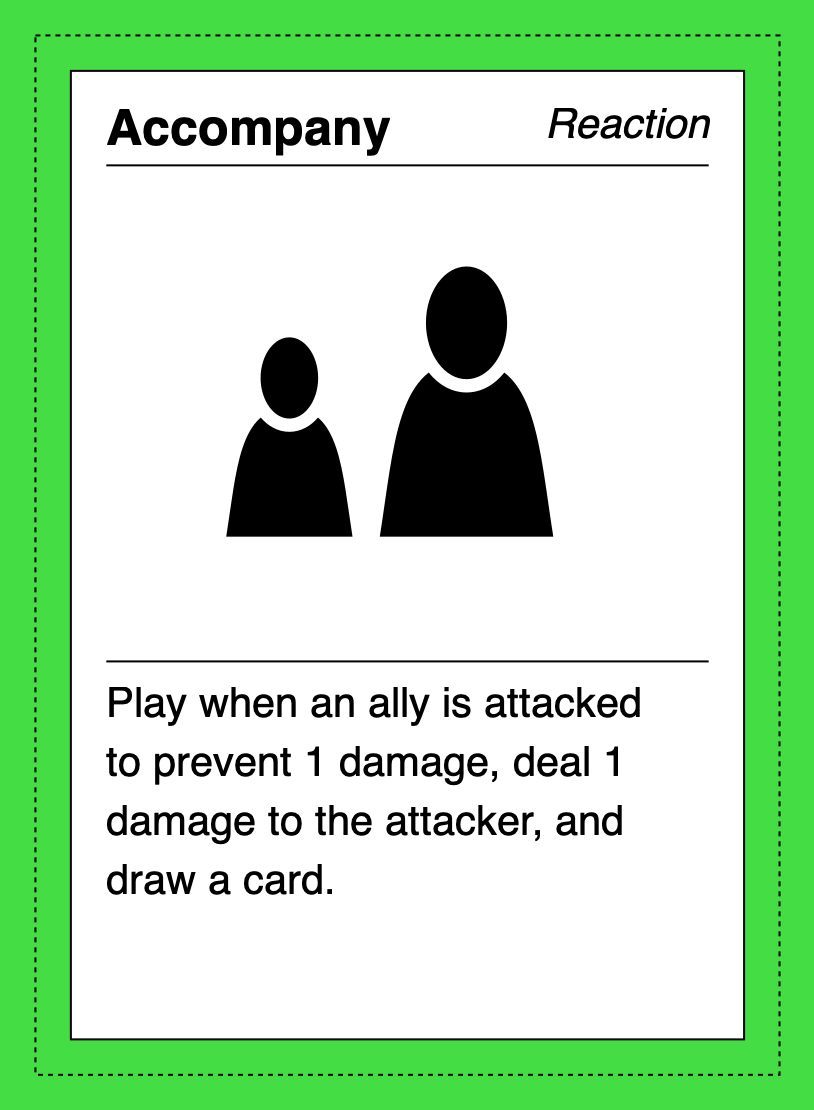 Accompany
Reaction
Play when an ally is attacked
to prevent 1 damage, deal 1
damage to the attacker, and
draw a card.